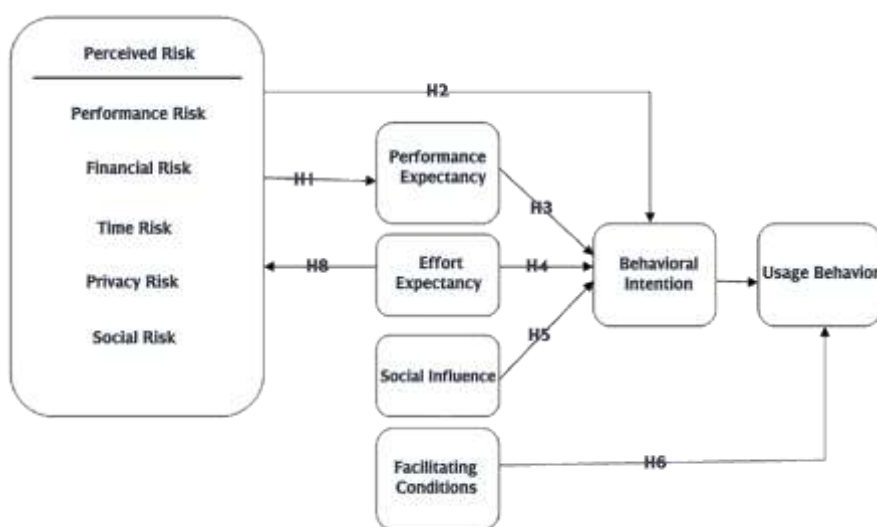 Perceived Risk
Performance Risk
Financial Risk
Time Risk
Privacy Risk
Social Risk
H2
H1
Performance
Expectancy
H3
H8
Effort
Expectancy
H4
Behavioral
Intention
Usage Behavior
Social Influence
H5
Facilitating
Conditions
H6